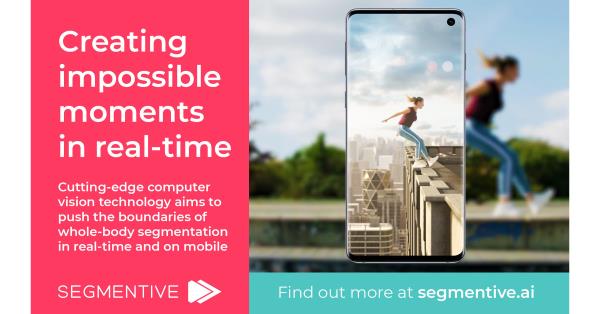 Creating
impossible
moments
in real-time
Cutting-edge computer
vision technology aims to
push the boundaries of
whole-body segmentation
in real-time and on mobile
SEGMENTIVE
Find out more at segmentive.ai